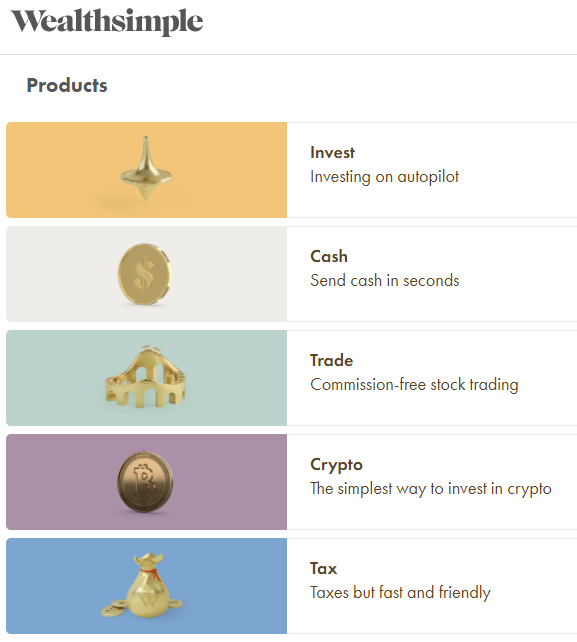 Wealthsimple
Products
Invest
Investing on autopilot
$
Cash
Send cash in seconds
Trade
Commission-free stock trading
Crypto
The simplest way to invest in crypto
W
Tax
Taxes but fast and friendly